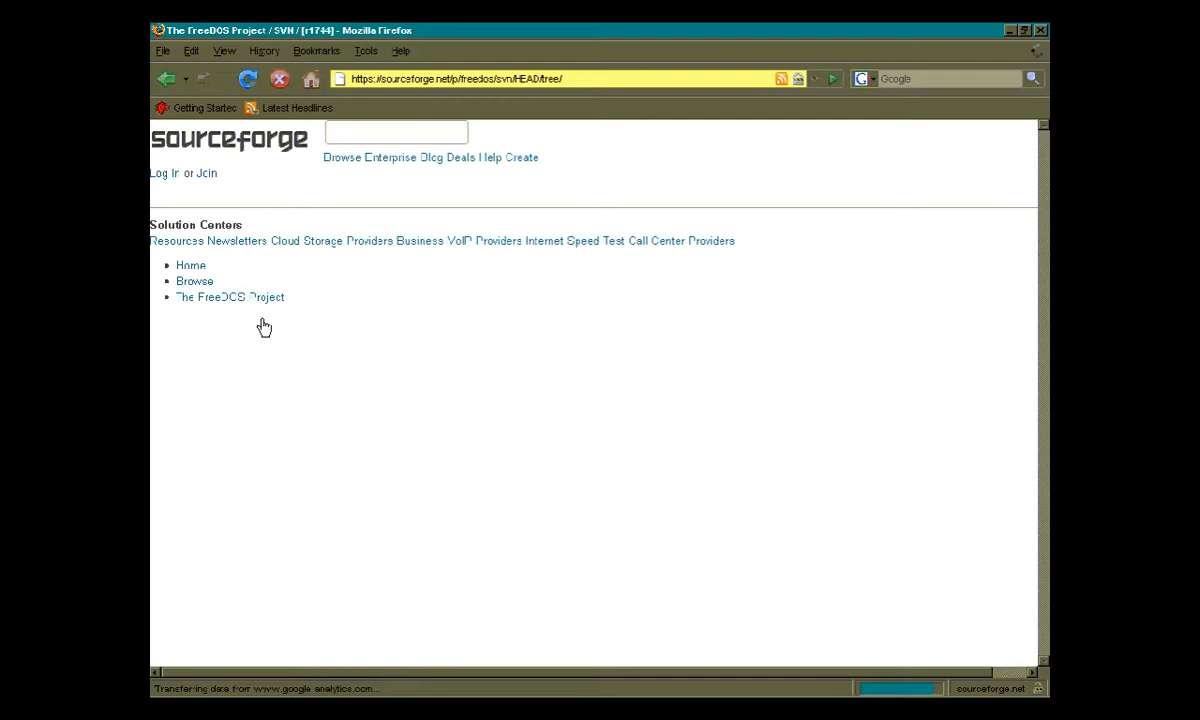 The FreeDOS Project / SVN / [r1744] - Mozilla Firefox
File Edit View History Bookmarks Tools Help
https://sourceforge.net/p/freedos/svn/HEAD/tree/
Google
Getting Started Latest Headlines
sourceforge
Browse Enterprise Blog Deals Help Create
Log In or Join
Solution Centers
Resources Newsletters Cloud Storage Providers Business VoIP Providers Internet Speed Test Call Center Providers
Home
Browse
The FreeDOS Project
Transferring data from www.google-analytics.com...
sourceforge.net